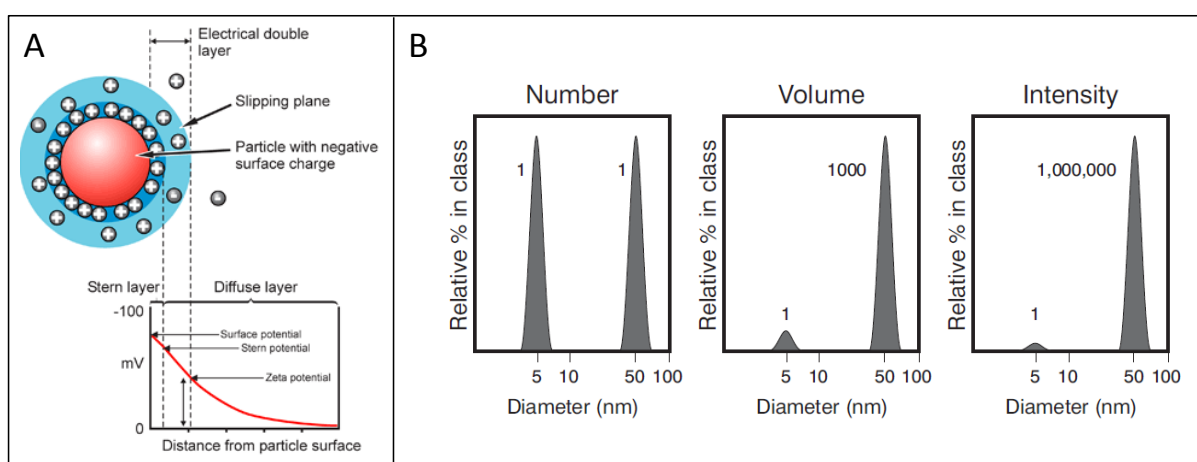 A
Electrical double
layer
Slipping plane
Particle with negative
surface charge
Stern layer
Diffuse layer
-100
Surface potential
Stern potential
mV
Zeta potential
0
Distance from particle surface
B
Number
Relative % in class
1
1
5 10 50 100
Diameter (nm)
Volume
Relative % in class
1000
1
5 10 50 100
Diameter (nm)
Intensity
Relative % in class
1,000,000
1
5 10 50 100
Diameter (nm)